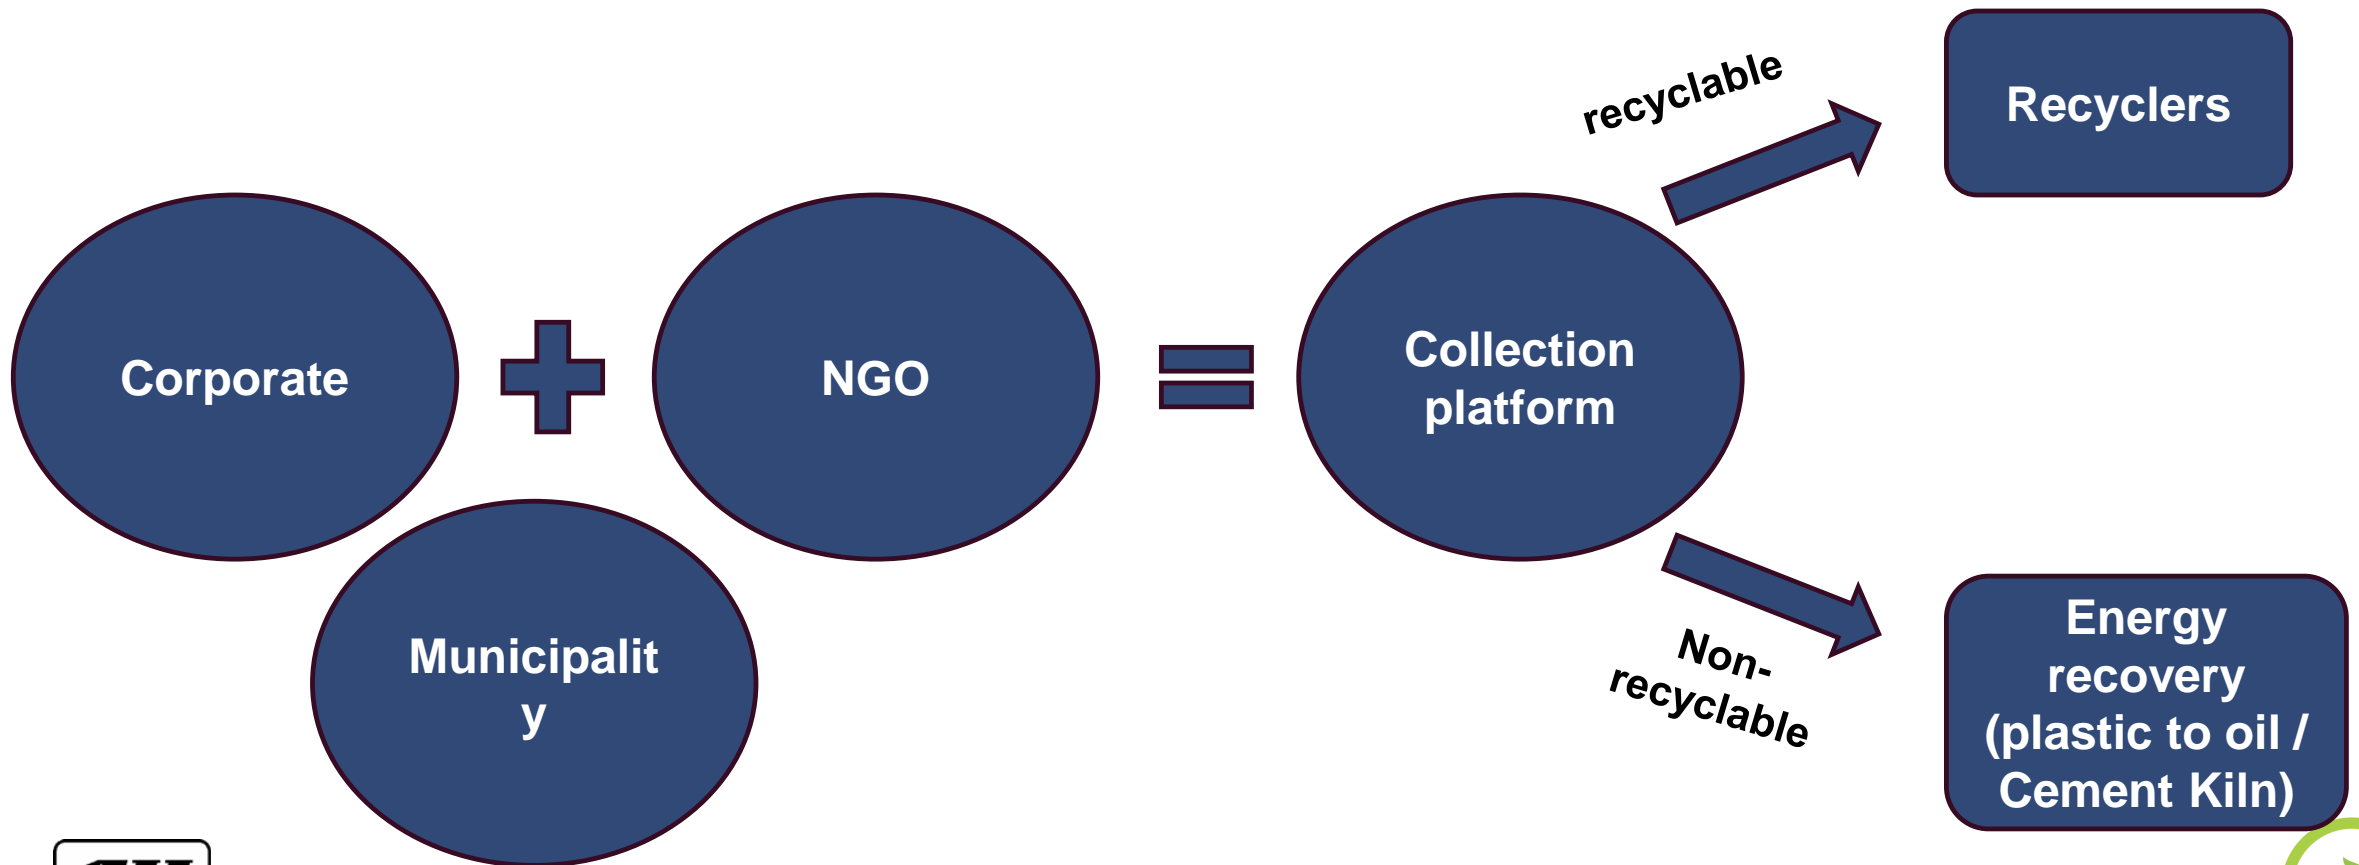 Corporate
NGO
Municipalit
y
Collection
platform
recyclable
Recyclers
Non-
recyclable
Energy
recovery
(plastic to oil /
Cement Kiln)